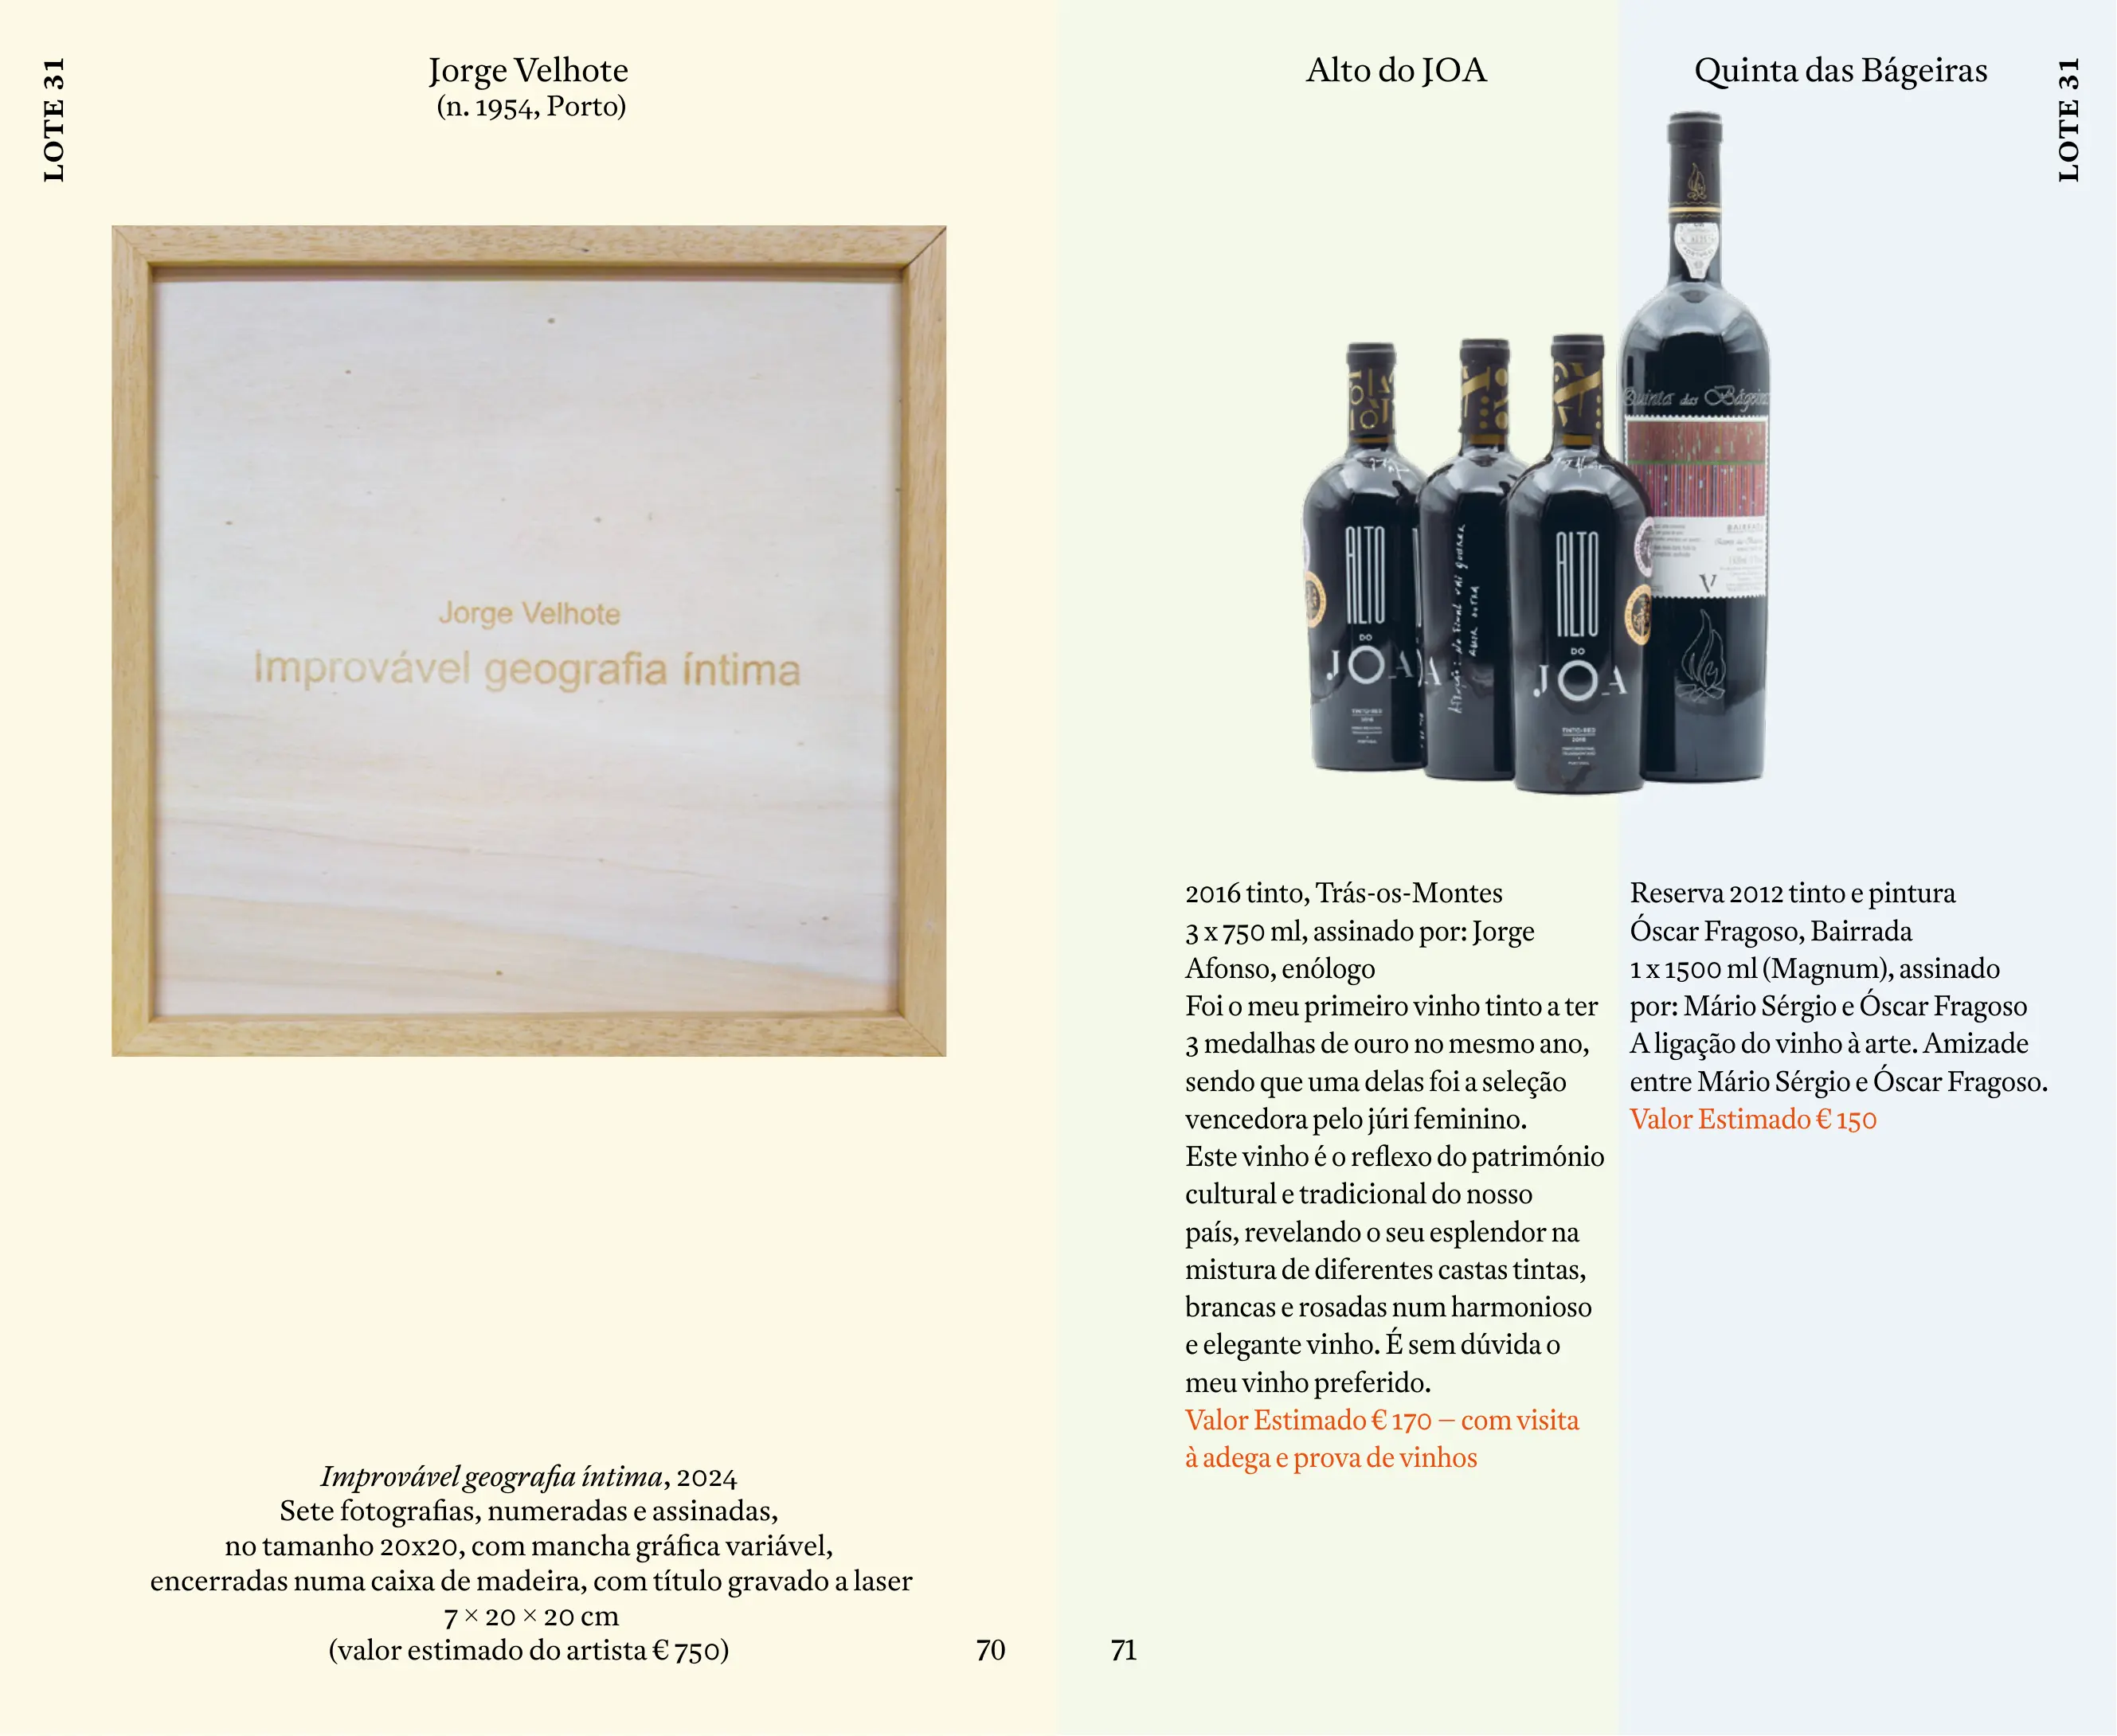 LOTE 31
Jorge Velhote
(n. 1954, Porto)
Jorge Velhote
Improvável geografia íntima
Improvável geografia íntima, 2024
Sete fotografias, numeradas e assinadas,
no tamanho 20x20, com mancha gráfica variável,
encerradas numa caixa de madeira, com título gravado a laser
7 × 20 × 20 cm
(valor estimado do artista € 750)
70
71
Alto do JOA
ALTO
DO
JOA
ALTO
DO
JOA
TINTO-RED
2016
2016 tinto, Trás-os-Montes
3 x 750 ml, assinado por: Jorge
Afonso, enólogo
Foi o meu primeiro vinho tinto a ter
3 medalhas de ouro no mesmo ano,
sendo que uma delas foi a seleção
vencedora pelo júri feminino.
Este vinho é o reflexo do património
cultural e tradicional do nosso
país, revelando o seu esplendor na
mistura de diferentes castas tintas,
brancas e rosadas num harmonioso
e elegante vinho. É sem dúvida o
meu vinho preferido.
Valor Estimado € 170 – com visita
à adega e prova de vinhos
Quinta das Bágeiras
LOTE 31
Quinta das Bágeiras
BAIRRADA
Reserva 2012 tinto e pintura
Óscar Fragoso, Bairrada
1 x 1500 ml (Magnum), assinado
por: Mário Sérgio e Óscar Fragoso
A ligação do vinho à arte. Amizade
entre Mário Sérgio e Óscar Fragoso.
Valor Estimado € 150